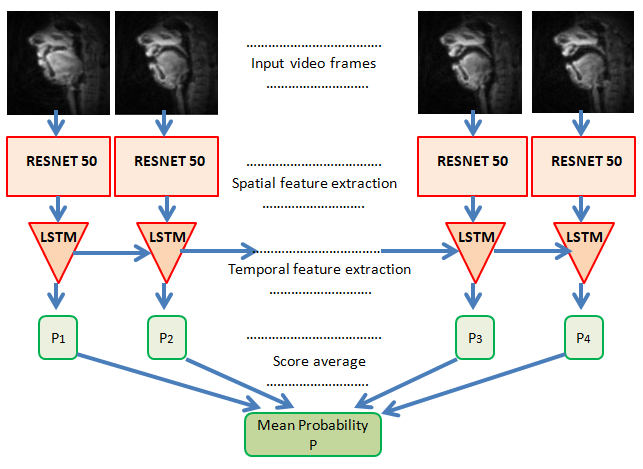 ........................................
Input video frames
..............................
RESNET 50 RESNET 50 RESNET 50 RESNET 50
........................................
Spatial feature extraction
..............................
LSTM LSTM LSTM LSTM
......................................
Temporal feature extraction
..............................
P1 P2 P3 P4
........................................
Score average
..............................
Mean Probability
P